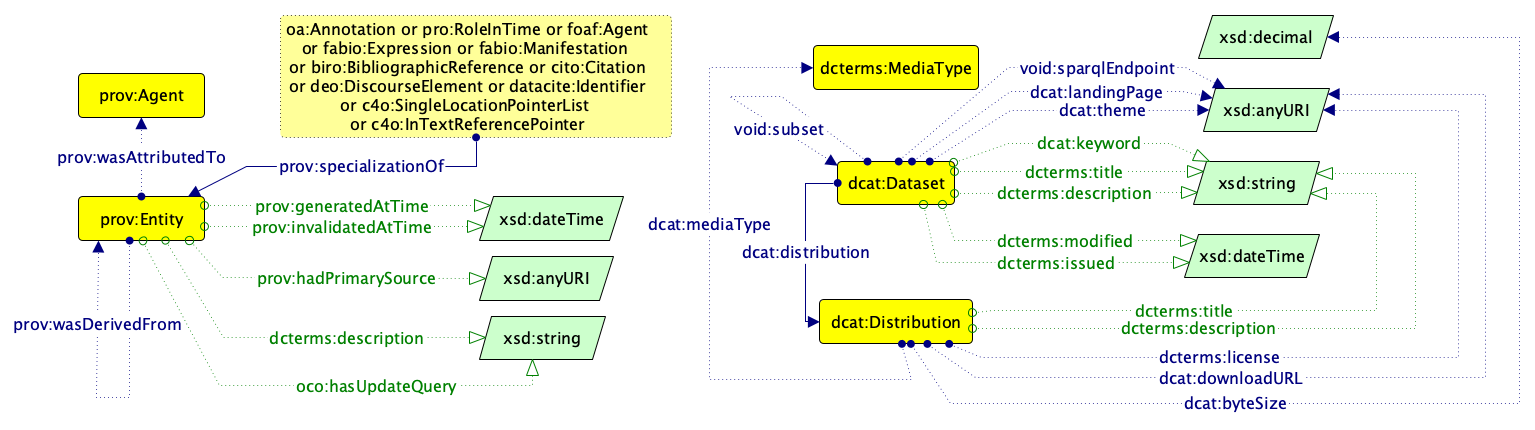 oa:Annotation or pro:RoleInTime or foaf:Agent
or fabio:Expression or fabio:Manifestation
or biro:BibliographicReference or cito:Citation
or deo:DiscourseElement or datacite:Identifier
or c4o:SingleLocationPointerList
or c4o:InTextReferencePointer
prov:Agent
prov:wasAttributedTo
prov:specializationOf
prov:Entity
prov:generatedAtTime
prov:invalidatedAtTime
xsd:dateTime
prov:hadPrimarySource
xsd:anyURI
prov:wasDerivedFrom
dcterms:description
xsd:string
oco:hasUpdateQuery
dcterms:MediaType
xsd:decimal
void:sparqlEndpoint
dcat:landingPage
dcat:theme
xsd:anyURI
void:subset
dcat:keyword
dcat:Dataset
dcterms:title
dcterms:description
xsd:string
dcat:mediaType
dcat:distribution
dcterms:modified
dcterms:issued
xsd:dateTime
dcat:Distribution
dcterms:title
dcterms:description
dcterms:license
dcat:downloadURL
dcat:byteSize